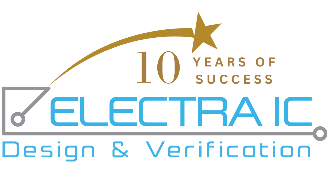 10 YEARS OF
SUCCESS
ELECTRA IC
Design & Verification